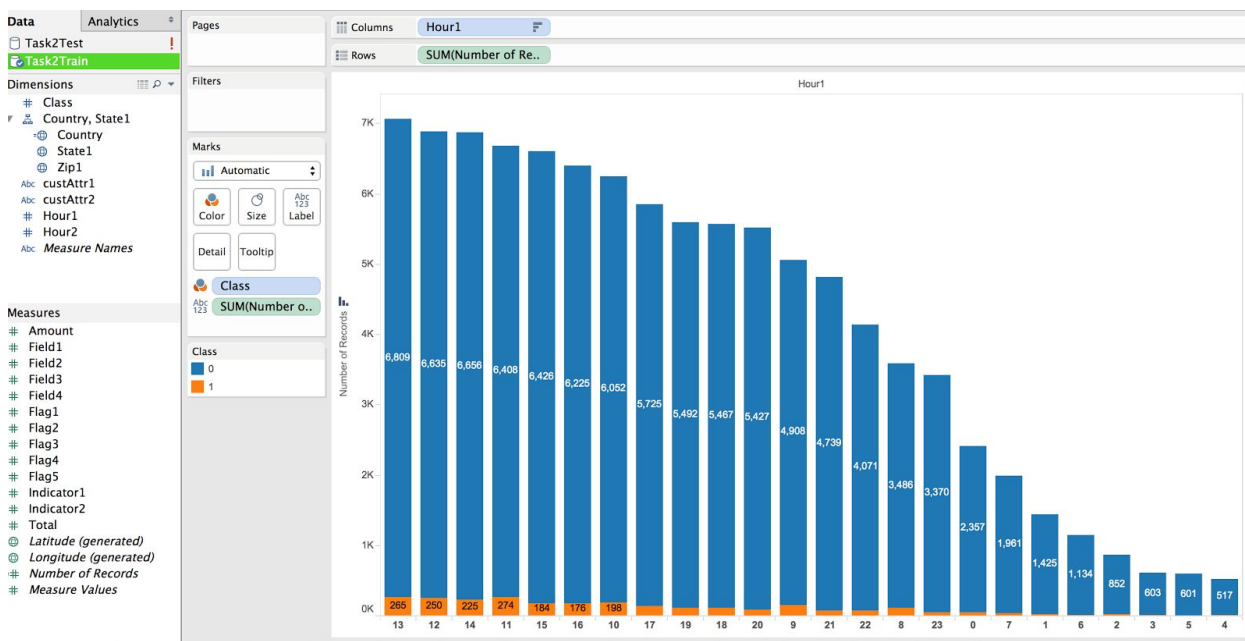 Data
Analytics
Task2Test
!
Task2Train
Dimensions
# Class
Country, State1
Country
State1
Zip1
Abc custAttr1
Abc custAttr2
# Hour1
# Hour2
Abc Measure Names
Measures
# Amount
# Field1
# Field2
# Field3
# Field4
# Flag1
# Flag2
# Flag3
# Flag4
# Flag5
# Indicator1
# Indicator2
# Total
Latitude (generated)
Longitude (generated)
# Number of Records
# Measure Values
Pages
Filters
Marks
Automatic
Color
Size
Abc
123
Label
Detail
Tooltip
Class
Abc
123
SUM(Number o..
Class
0
1
Columns
Hour1
Rows
SUM(Number of Re..
Hour1
Number of Records
7K
6K
5K
4K
3K
2K
1K
0K
6,809
6,635
6,656
6,408
6,426
6,225
6,052
5,725
5,492
5,467
5,427
4,908
4,739
4,071
3,486
3,370
2,357
1,961
1,425
1,134
852
603
601
517
265
250
225
274
184
176
198
13
12
14
11
15
16
10
17
19
18
20
9
21
22
8
23
0
7
1
6
2
3
5
4